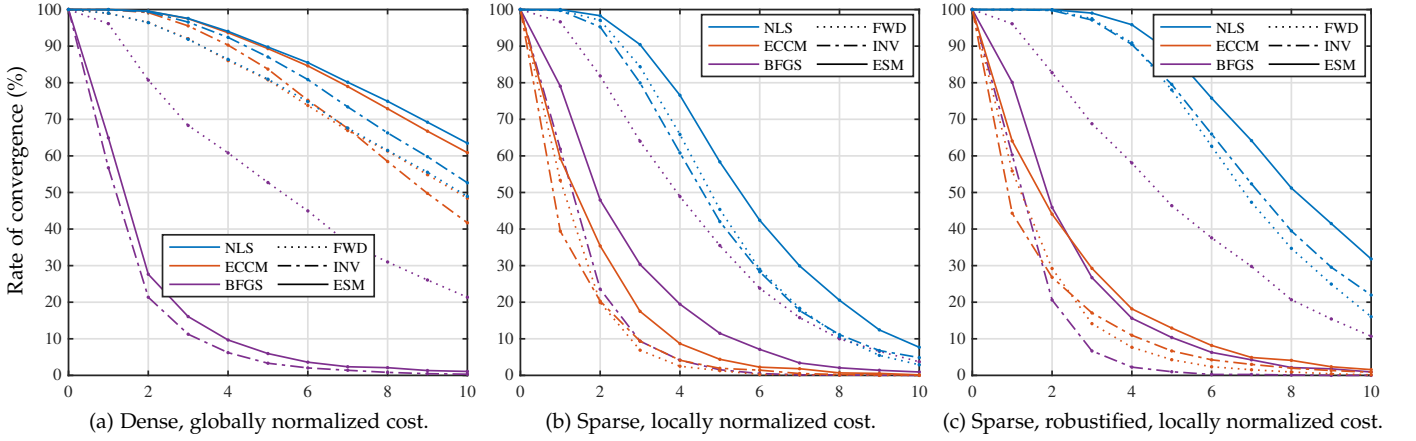 Rate of convergence (%)
100
90
80
70
60
50
40
30
20
10
0
NLS
ECCM
BFGS
FWD
INV
ESM
0 2 4 6 8 10
(a) Dense, globally normalized cost.
100
90
80
70
60
50
40
30
20
10
0
NLS
ECCM
BFGS
FWD
INV
ESM
0 2 4 6 8 10
(b) Sparse, locally normalized cost.
100
90
80
70
60
50
40
30
20
10
0
NLS
ECCM
BFGS
FWD
INV
ESM
0 2 4 6 8 10
(c) Sparse, robustified, locally normalized cost.